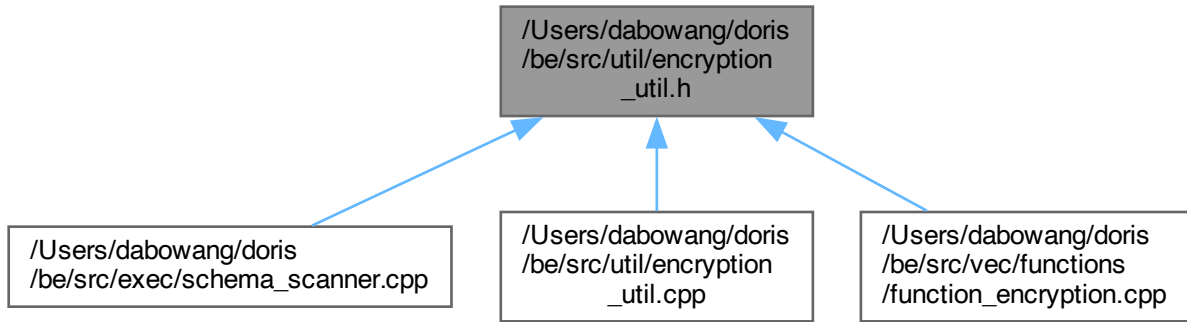 /Users/dabowang/doris
/be/src/util/encryption
_util.h
/Users/dabowang/doris
/be/src/exec/schema_scanner.cpp
/Users/dabowang/doris
/be/src/util/encryption
_util.cpp
/Users/dabowang/doris
/be/src/vec/functions
/function_encryption.cpp